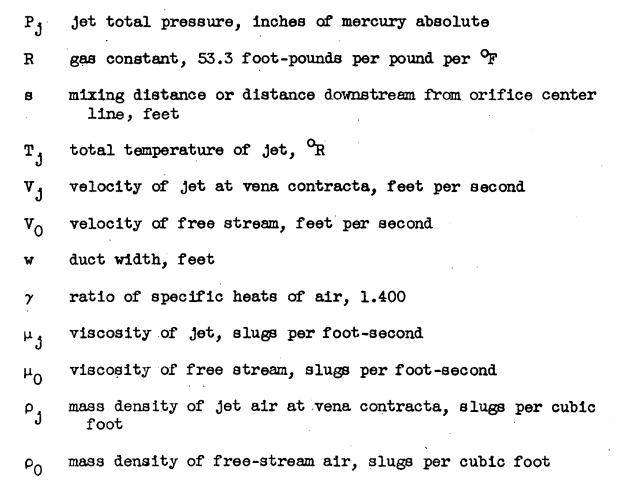 P_j jet total pressure, inches of mercury absolute
R gas constant, 53.3 foot-pounds per pound per °F
s mixing distance or distance downstream from orifice center
line, feet
T_j total temperature of jet, °R
V_j velocity of jet at vena contracta, feet per second
V_0 velocity of free stream, feet per second
w duct width, feet
γ ratio of specific heats of air, 1.400
μ_j viscosity of jet, slugs per foot-second
μ_0 viscosity of free stream, slugs per foot-second
ρ_j mass density of jet air at vena contracta, slugs per cubic
foot
ρ_0 mass density of free-stream air, slugs per cubic foot